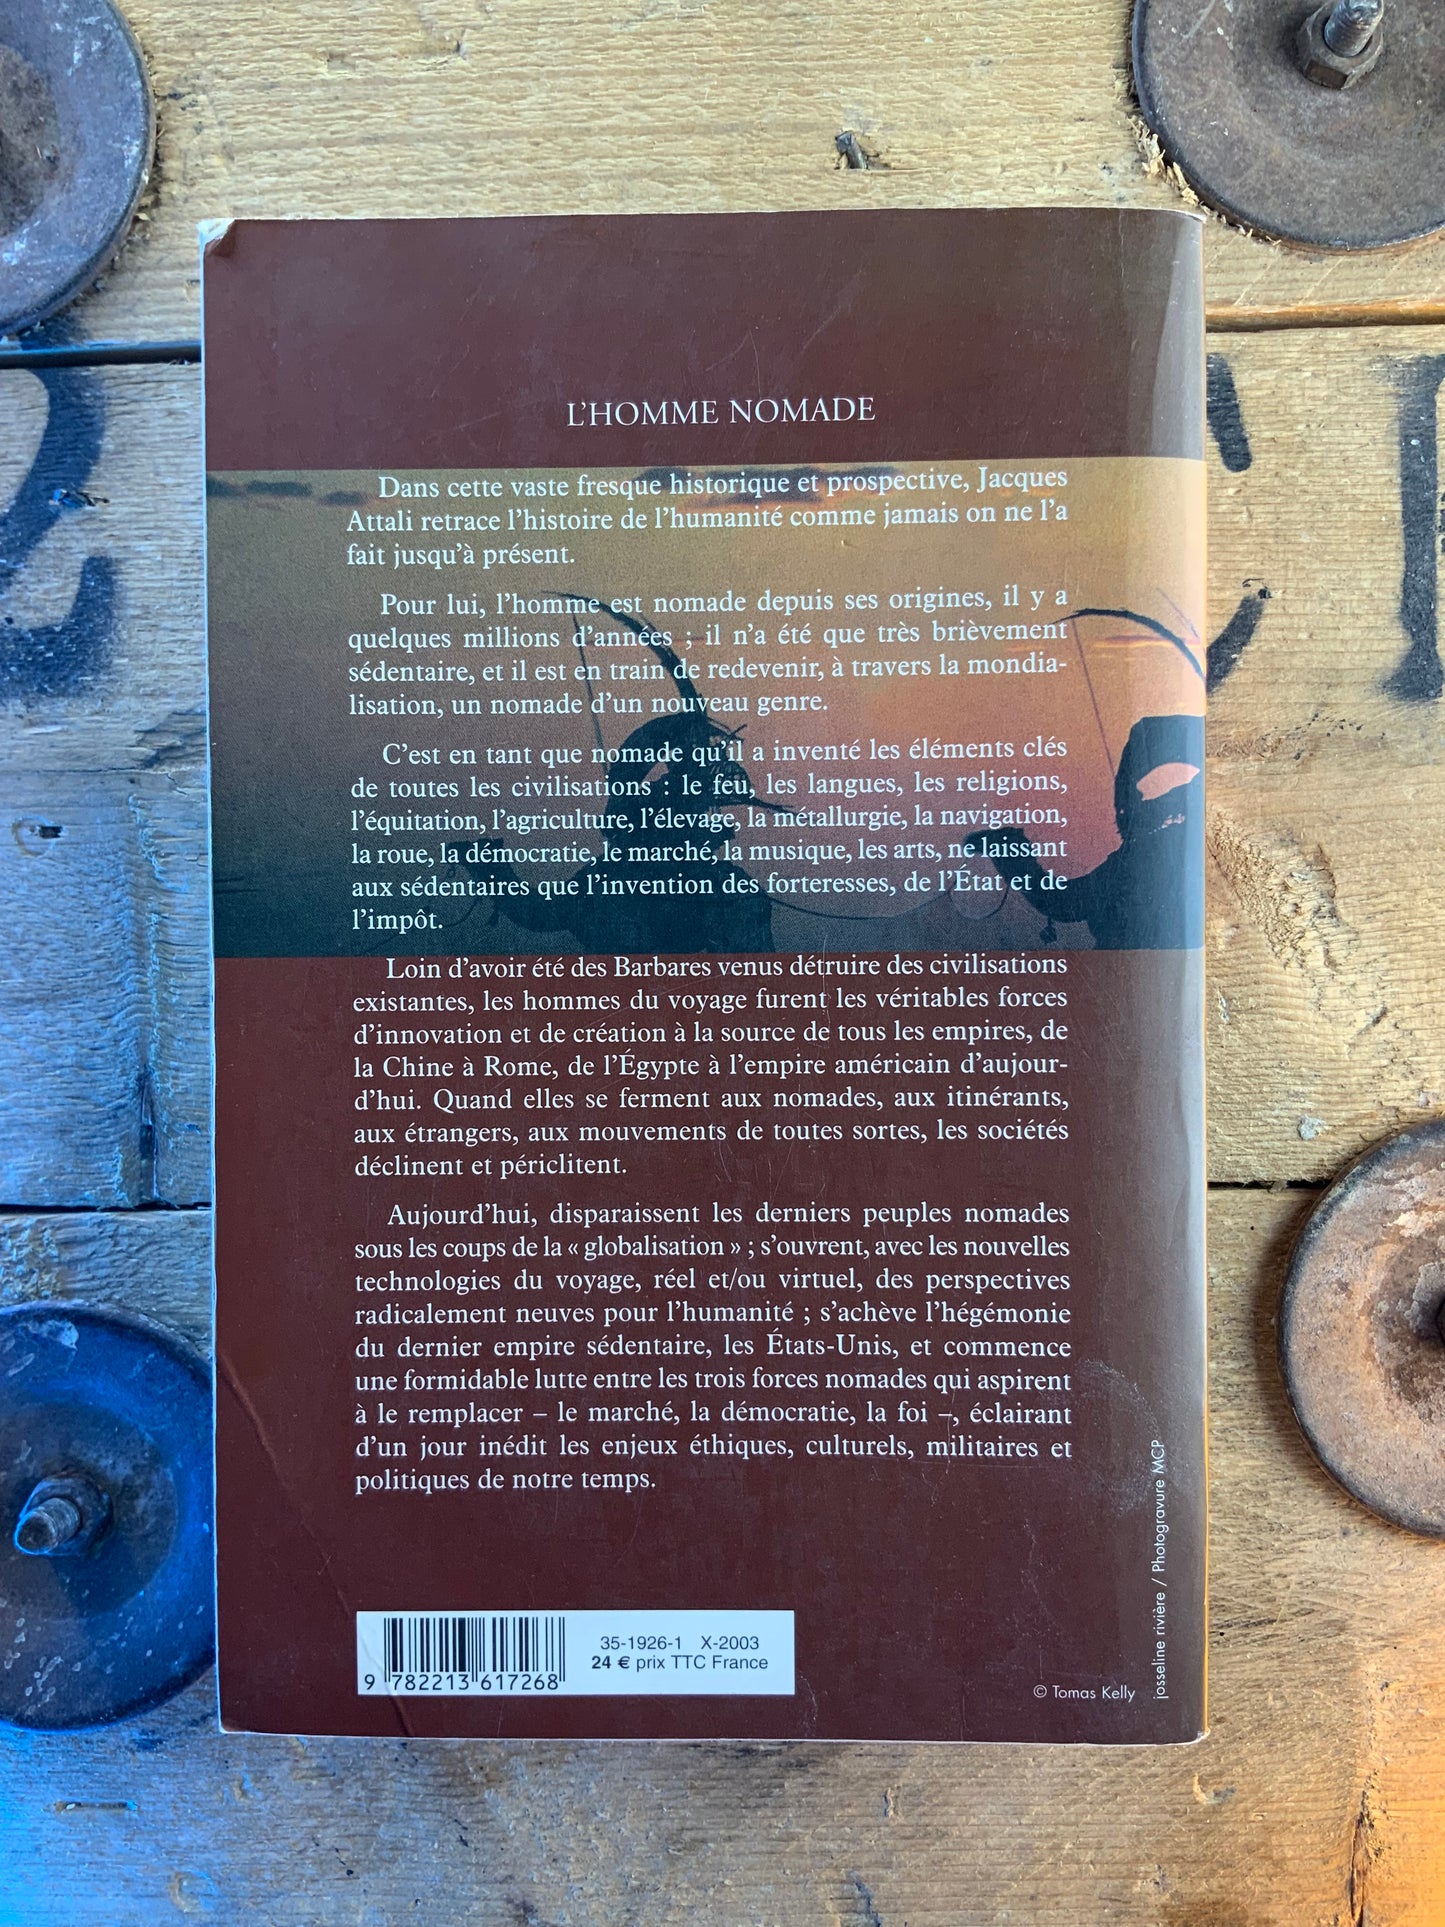 L'HOMME NOMADE
Dans cette vaste fresque historique et prospective, Jacques
Attali retrace l'histoire de l'humanité comme jamais on ne l'a
fait jusqu'à présent.
Pour lui, l'homme est nomade depuis ses origines, il y a
quelques millions d'années ; il n'a été que très brièvement
sédentaire, et il est en train de redevenir, à travers la mondia-
lisation, un nomade d'un nouveau genre.
C'est en tant que nomade qu'il a inventé les éléments clés
de toutes les civilisations : le feu, les langues, les religions,
l'équitation, l'agriculture, l'élevage, la métallurgie, la navigation,
la roue, la démocratie, le marché, la musique, les arts, ne laissant
aux sédentaires que l'invention des forteresses, de l'État et de
l'impôt.
Loin d'avoir été des Barbares venus détruire des civilisations
existantes, les hommes du voyage furent les véritables forces
d'innovation et de création à la source de tous les empires, de
la Chine à Rome, de l'Égypte à l'empire américain d'aujour-
d'hui. Quand elles se ferment aux nomades, aux itinérants,
aux étrangers, aux mouvements de toutes sortes, les sociétés
déclinent et périclitent.
Aujourd'hui, disparaissent les derniers peuples nomades
sous les coups de la « globalisation » ; s'ouvrent, avec les nouvelles
technologies du voyage, réel et/ou virtuel, des perspectives
radicalement neuves pour l'humanité ; s'achève l'hégémonie
du dernier empire sédentaire, les États-Unis, et commence
une formidable lutte entre les trois forces nomades qui aspirent
à le remplacer – le marché, la démocratie, la foi –, éclairant
d'un jour inédit les enjeux éthiques, culturels, militaires et
politiques de notre temps.
35-1926-1 X-2003
24 € prix TTC France
9 782213 617268
© Tomas Kelly
josseline rivière / Photogravure MCP